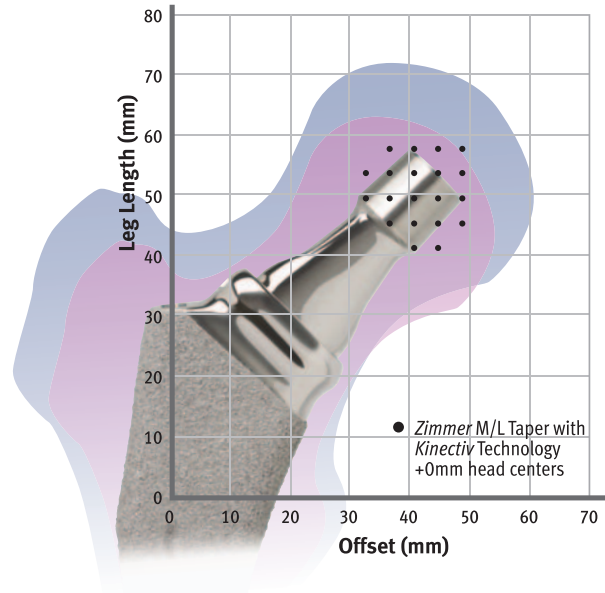 80
70
60
50
40
30
20
10
0
Leg Length (mm)
0 10 20 30 40 50 60 70
Offset (mm)
Zimmer M/L Taper with
Kinectiv Technology
+0mm head centers